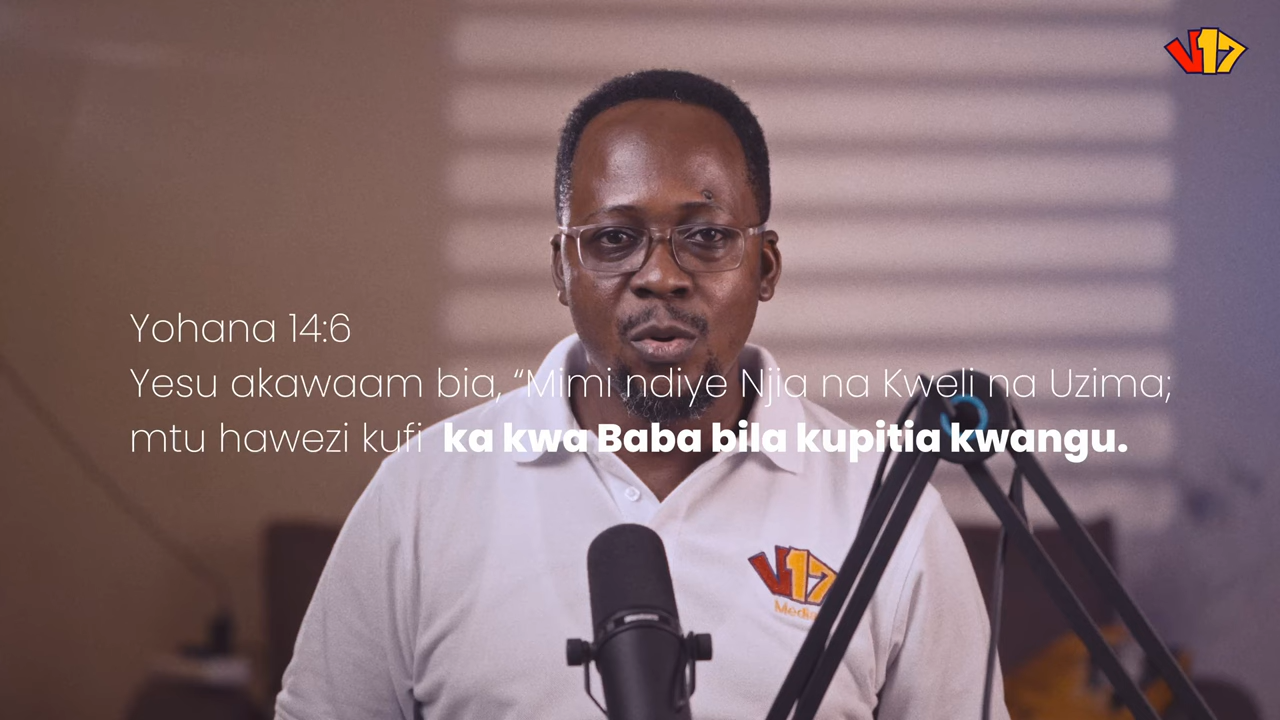 V17
Yohana 14:6
Yesu akawaam bia, “Mimi ndiye Njia na Kweli na Uzima;
mtu hawezi kufi ka kwa Baba bila kupitia kwangu.
V17
Media